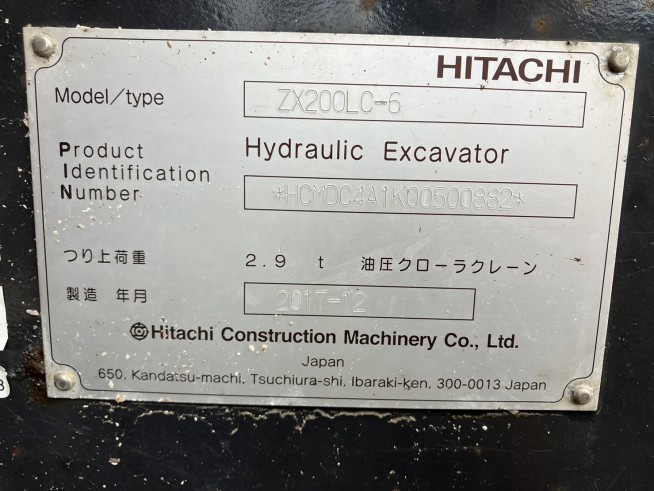 HITACHI
Model/type ZX200LC-6
Product Hydraulic Excavator
Identification
Number *HCMDC4A1K00500882*
つり上荷重 2.9 t 油圧クローラクレーン
製造 年月 2017-12
Hitachi Construction Machinery Co., Ltd.
Japan
650, Kandatsu-machi, Tsuchiura-shi, Ibaraki-ken, 300-0013 Japan